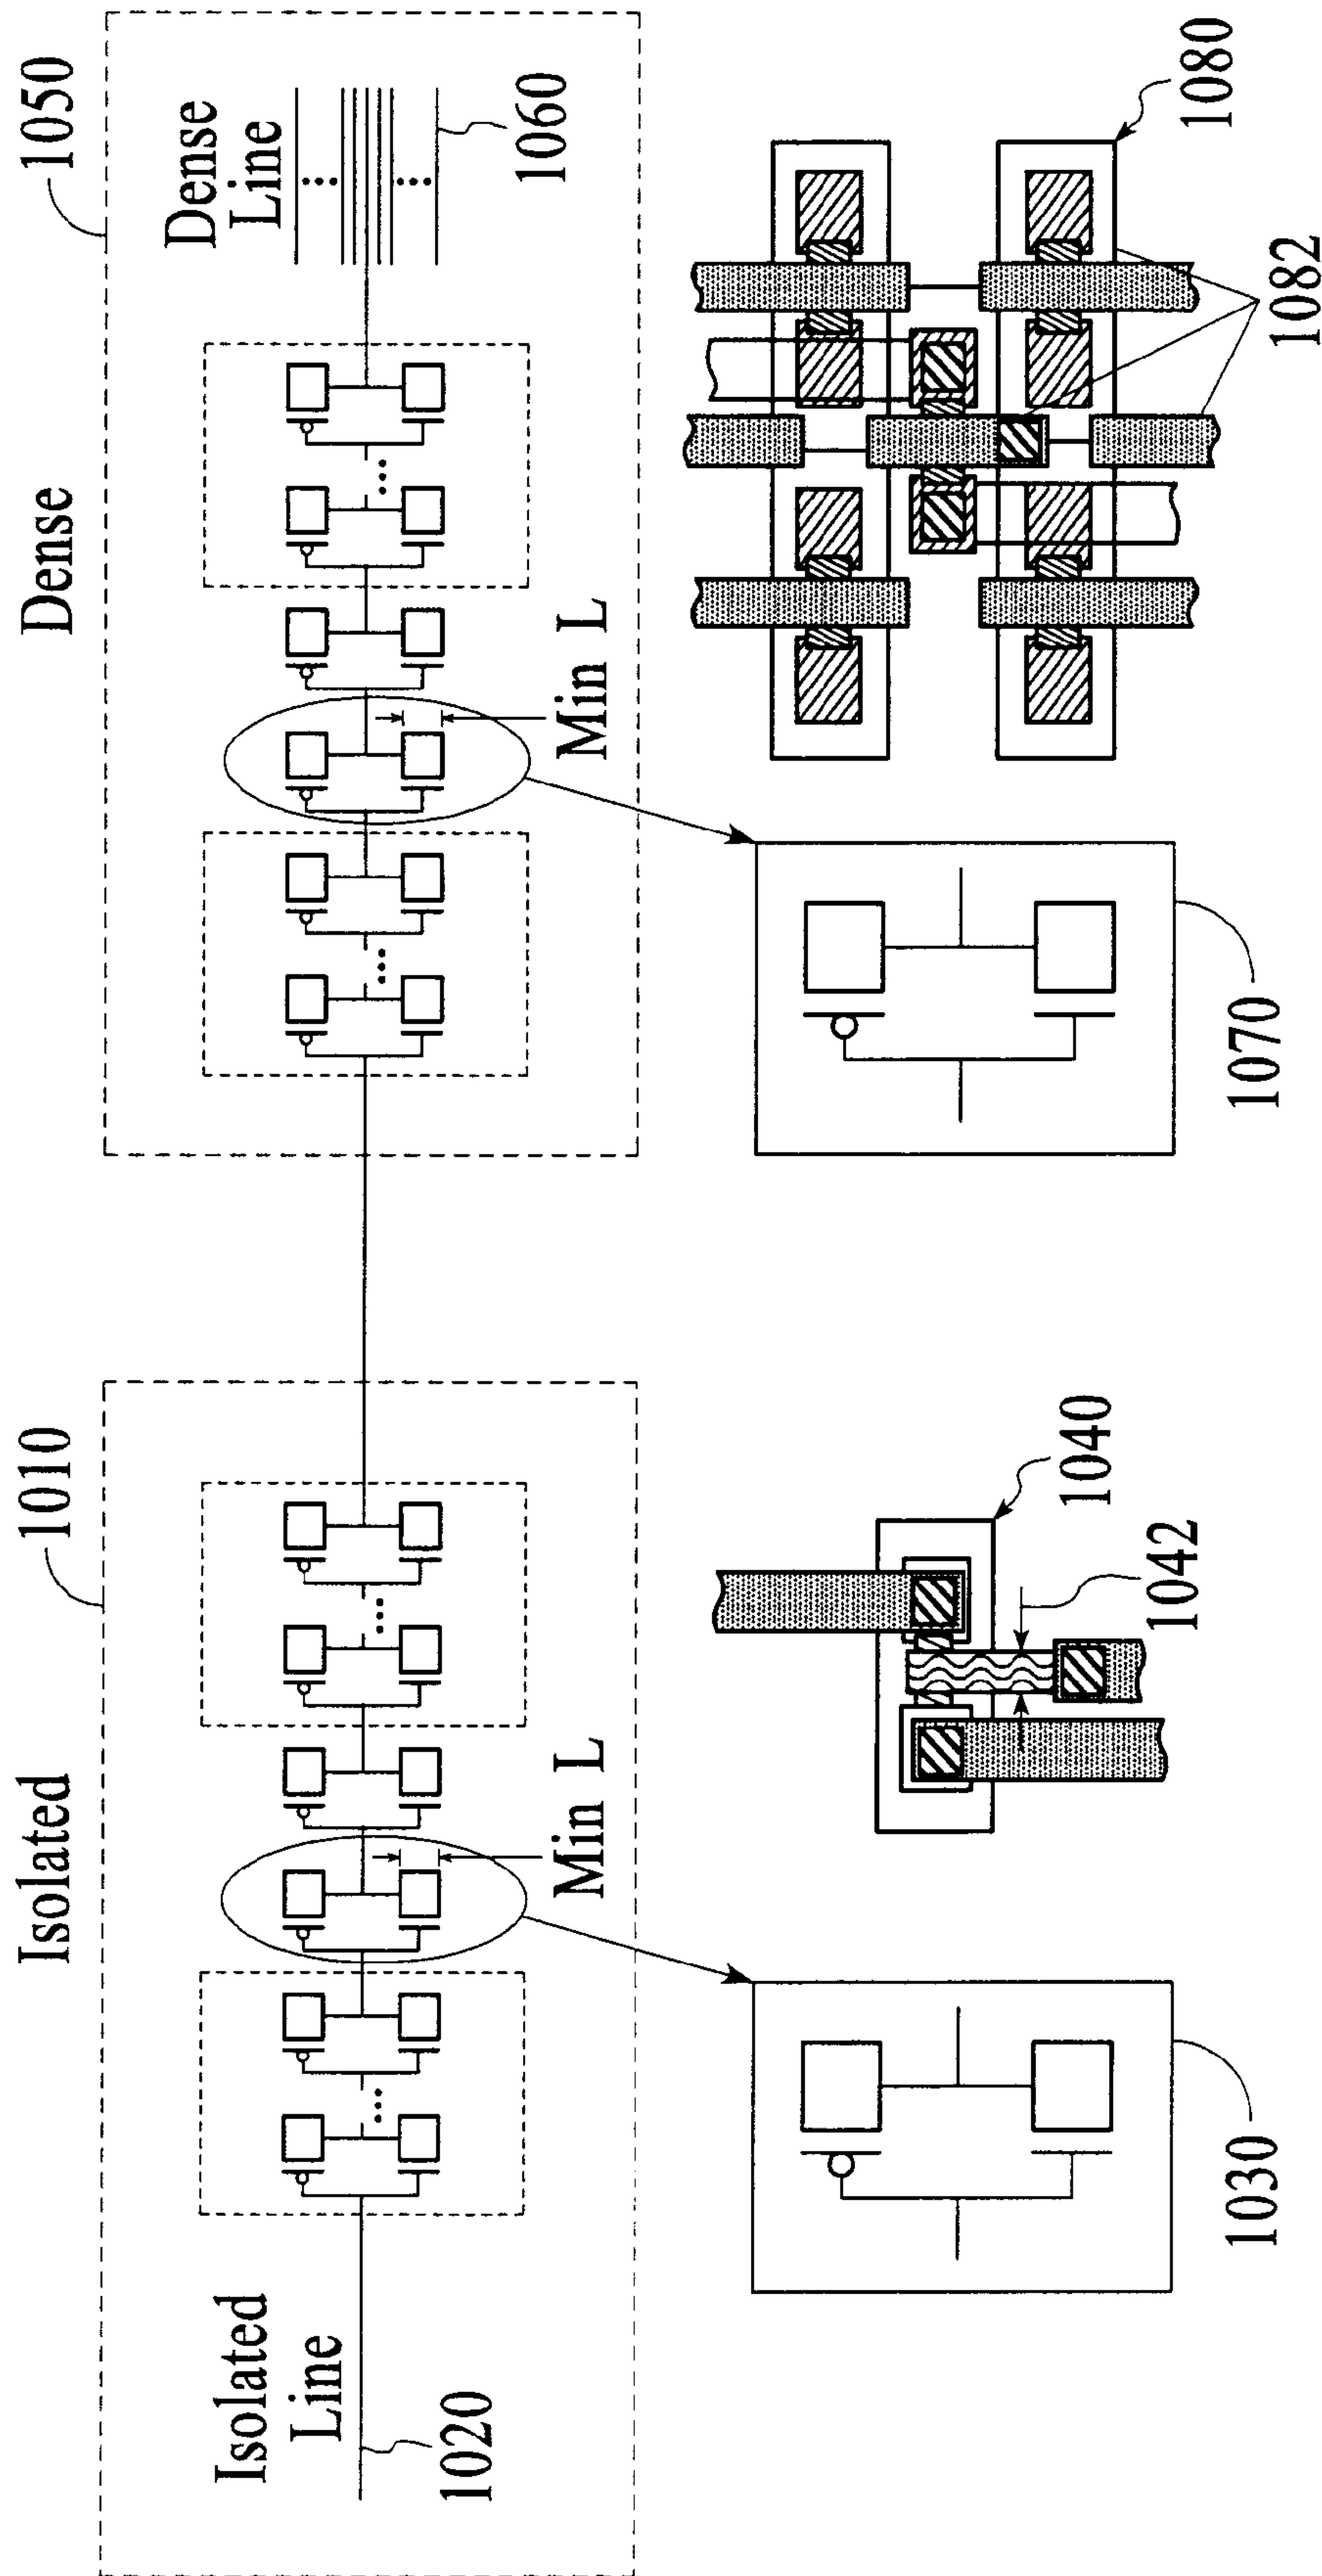 Isolated
1010
Isolated
Line
1020
Min L
1030
1040
1042
Dense
1050
Dense
Line
1060
Min L
1070
1080
1082